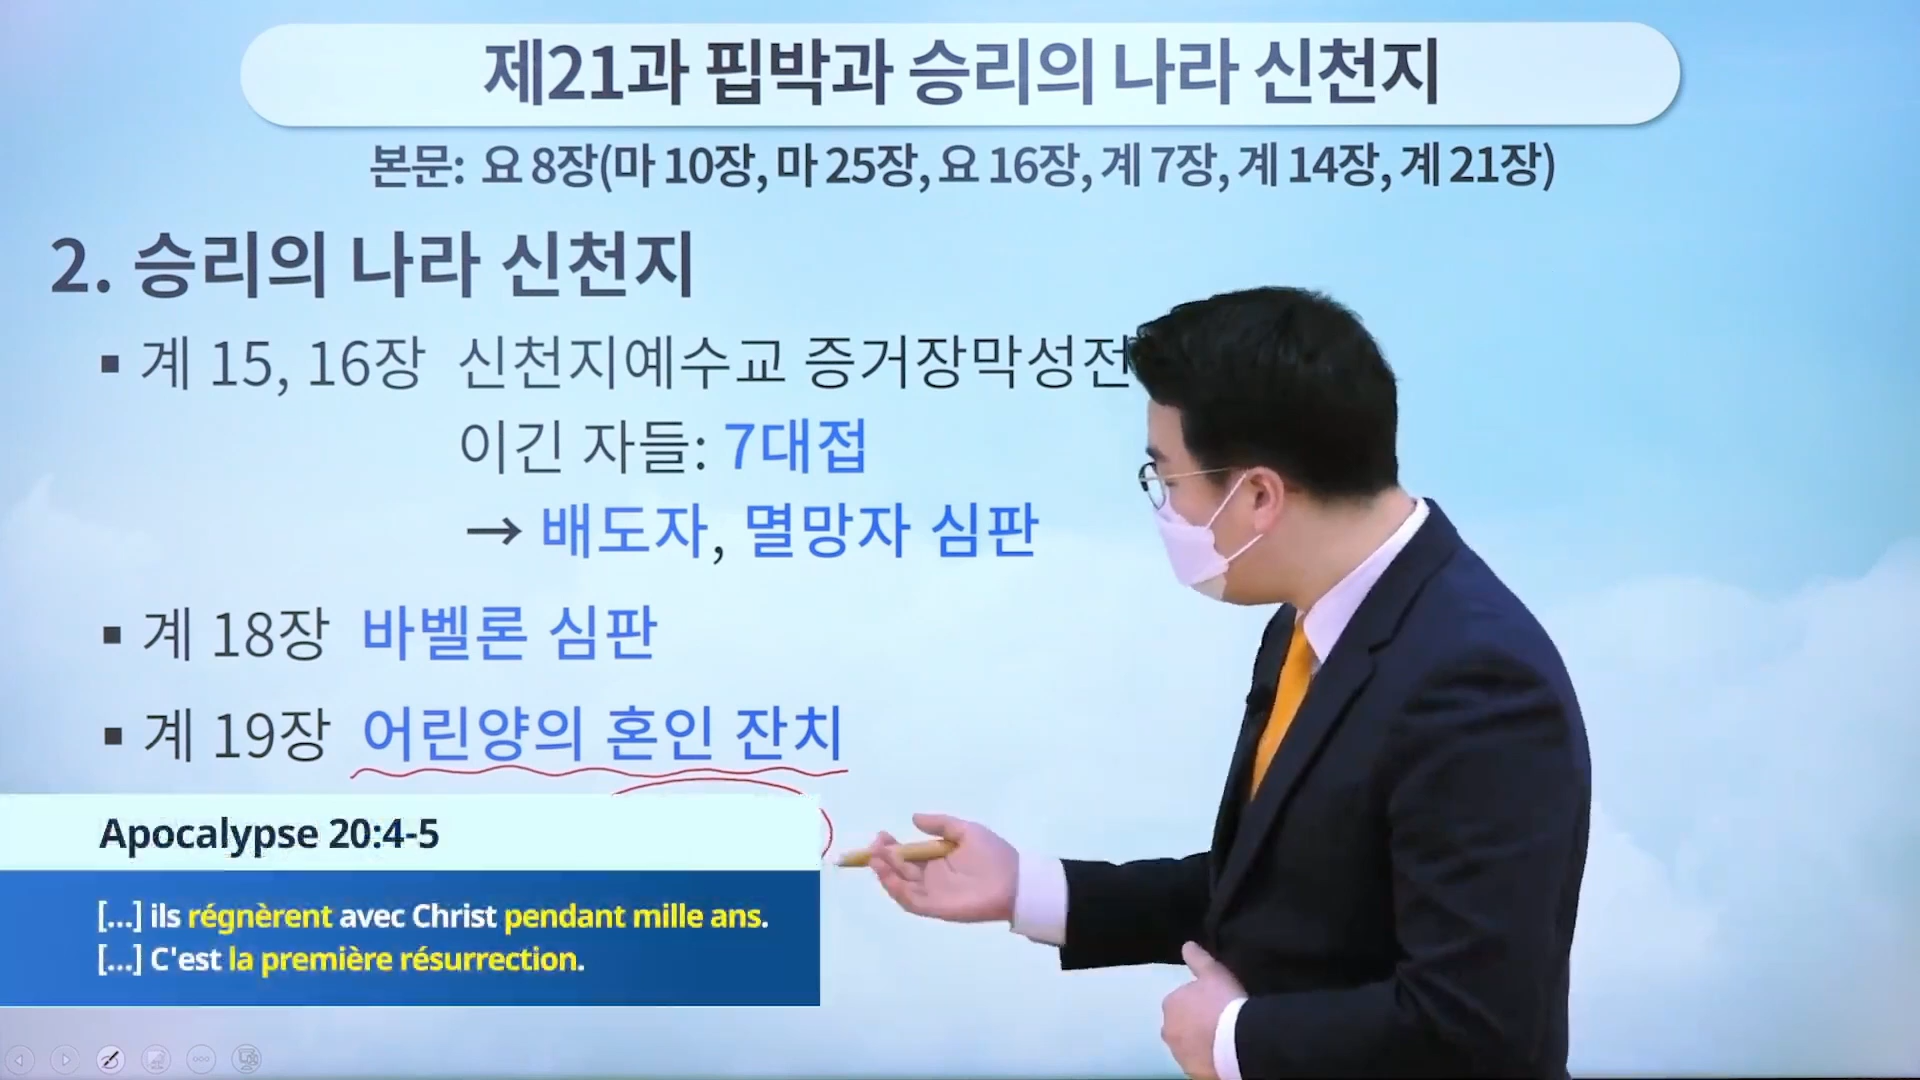 제21과 핍박과 승리의 나라 신천지
본문: 요 8장(마 10장, 마 25장, 요 16장, 계 7장, 계 14장, 계 21장)
2. 승리의 나라 신천지
▪ 계 15, 16장 신천지예수교 증거장막성전
이긴 자들: 7대접
→ 배도자, 멸망자 심판
▪ 계 18장 바벨론 심판
▪ 계 19장 어린양의 혼인 잔치
Apocalypse 20:4-5
[...] ils régnèrent avec Christ pendant mille ans.
[...] C'est la première résurrection.